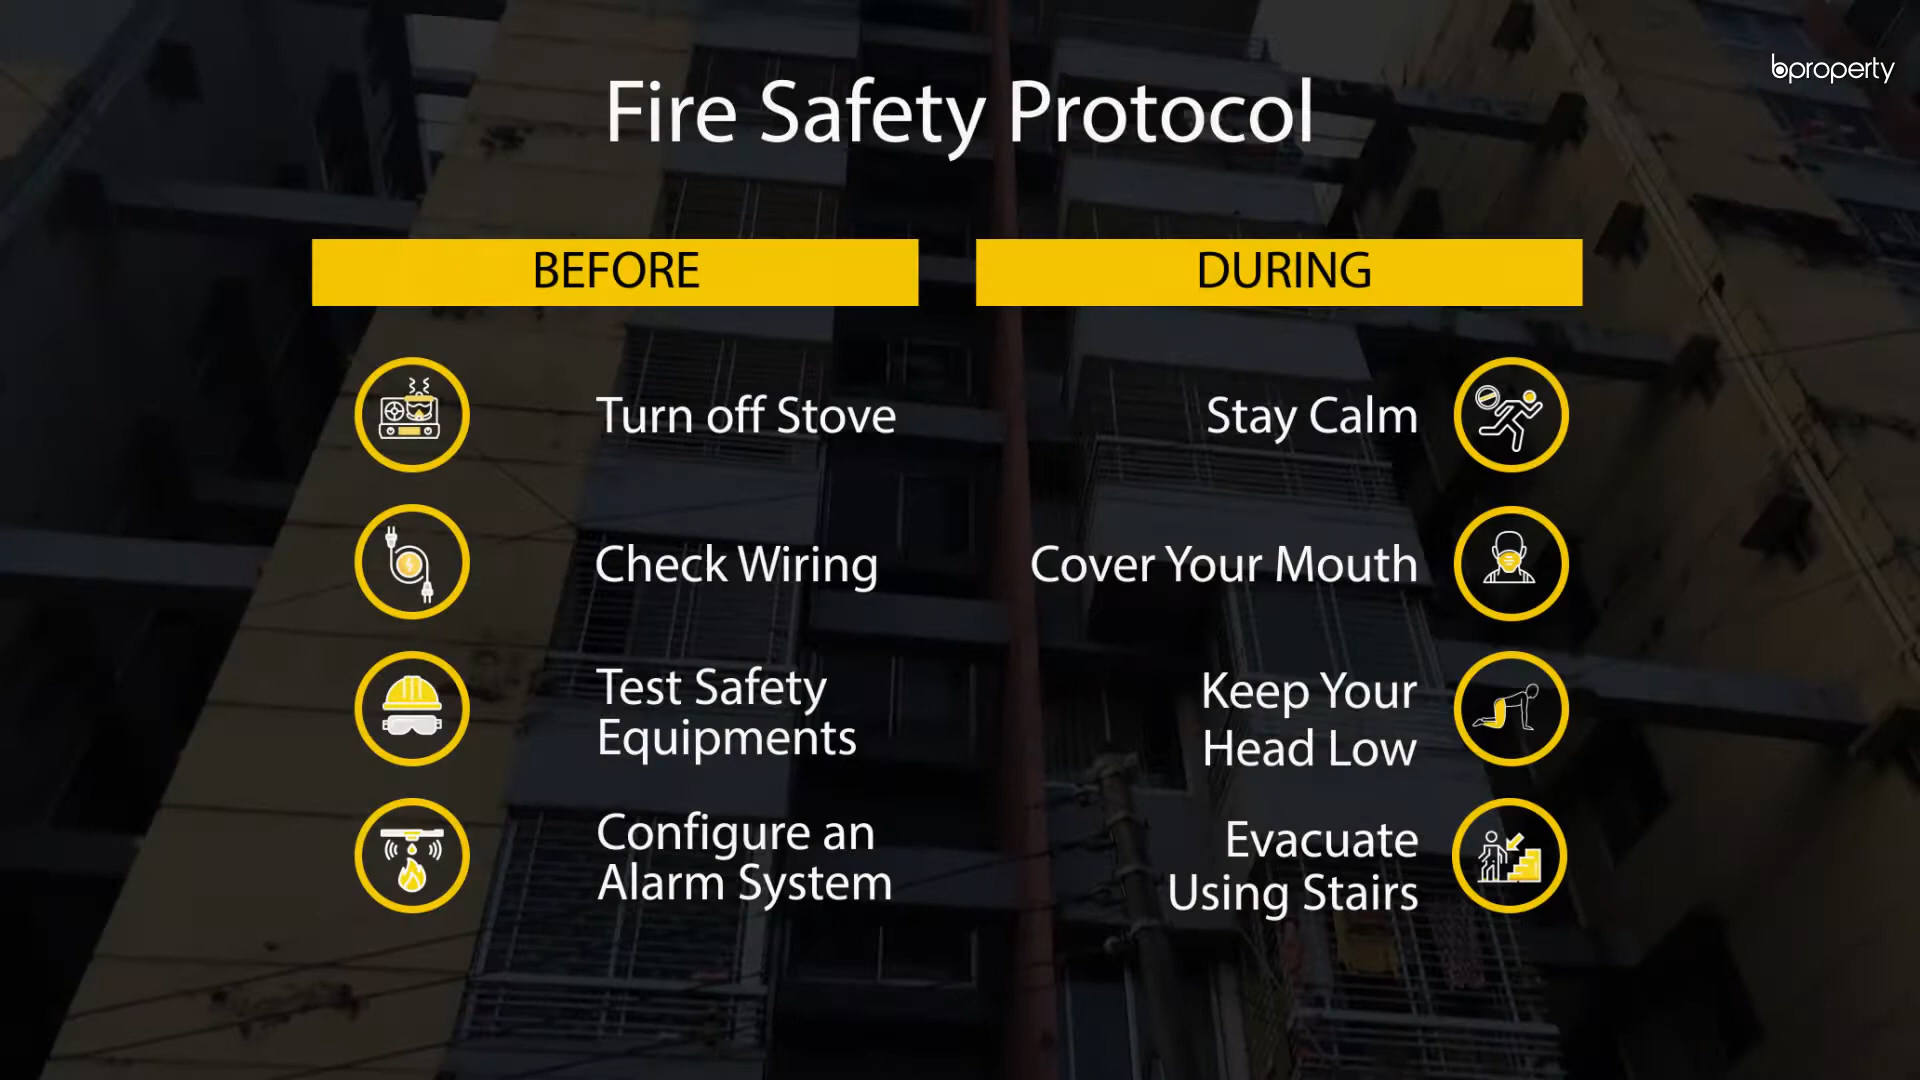 bproperty
Fire Safety Protocol
BEFORE
Turn off Stove
Check Wiring
Test Safety
Equipments
Configure an
Alarm System
DURING
Stay Calm
Cover Your Mouth
Keep Your
Head Low
Evacuate
Using Stairs